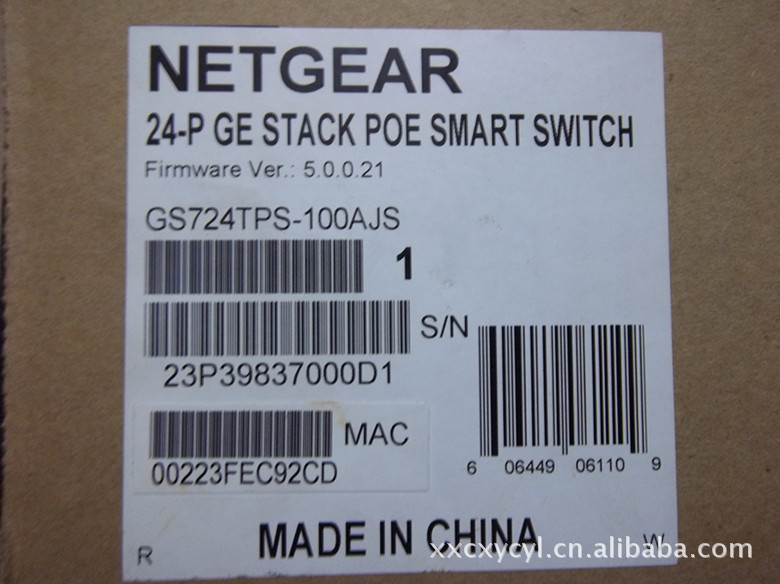 NETGEAR
24-P GE STACK POE SMART SWITCH
Firmware Ver.: 5.0.0.21
GS724TPS-100AJS
1
S/N
23P39837000D1
MAC
00223FEC92CD
6 06449 06110 9
MADE IN CHINA
R
W
xxcxycyl.cn.alibaba.com